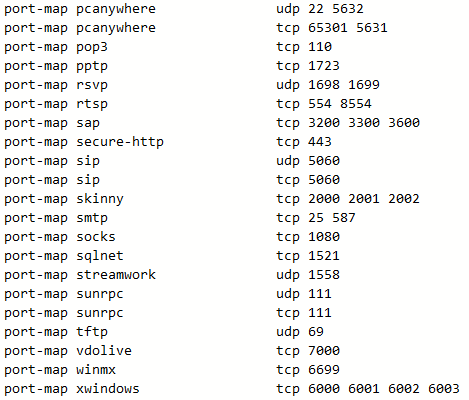 port-map pcanywhere udp 22 5632
port-map pcanywhere tcp 65301 5631
port-map pop3 tcp 110
port-map pptp tcp 1723
port-map rsvp udp 1698 1699
port-map rtsp tcp 554 8554
port-map sap tcp 3200 3300 3600
port-map secure-http tcp 443
port-map sip udp 5060
port-map sip tcp 5060
port-map skinny tcp 2000 2001 2002
port-map smtp tcp 25 587
port-map socks tcp 1080
port-map sqlnet tcp 1521
port-map streamwork udp 1558
port-map sunrpc udp 111
port-map sunrpc tcp 111
port-map tftp udp 69
port-map vdolive tcp 7000
port-map winmx tcp 6699
port-map xwindows tcp 6000 6001 6002 6003